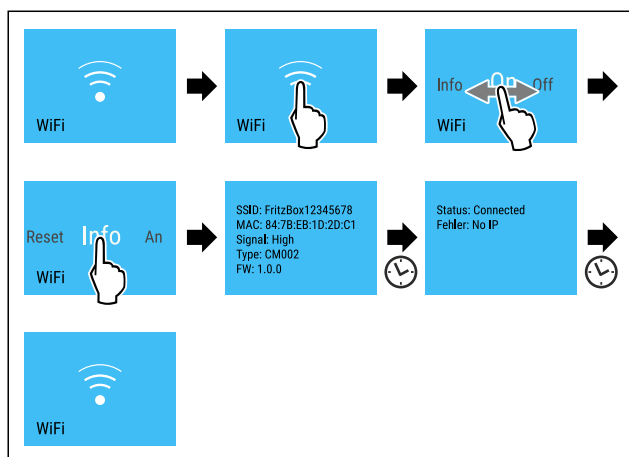 WiFi
WiFi
Info On Off
WiFi
Reset Info An
WiFi
SSID: FritzBox12345678
MAC: 84:7B:EB:1D:2D:C1
Signal: High
Type: CM002
FW: 1.0.0
Status: Connected
Fehler: No IP
WiFi